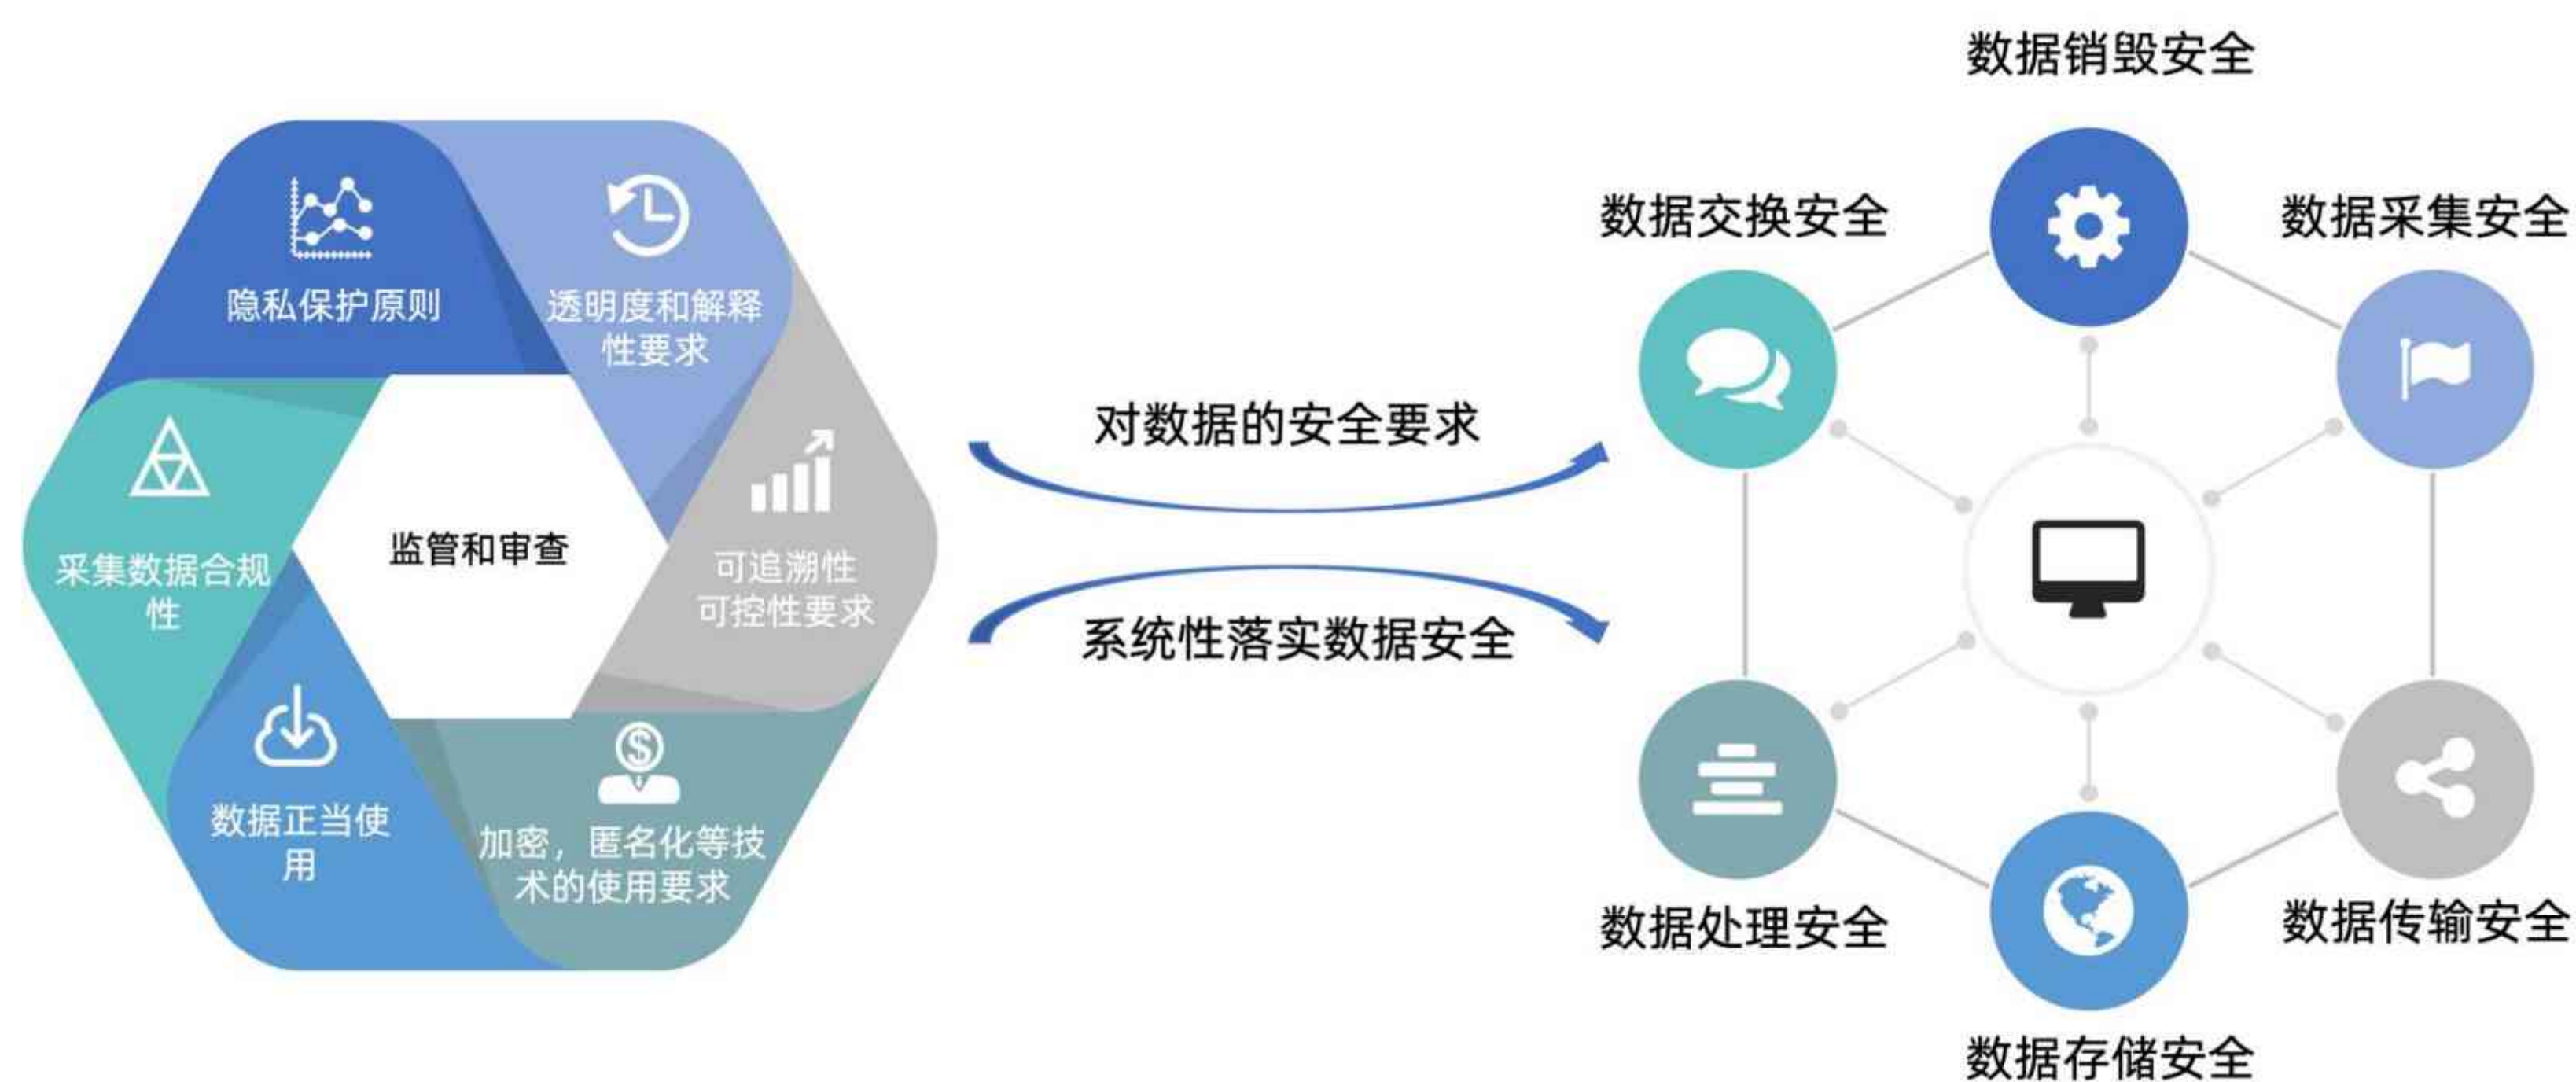 隐私保护原则
透明度和解释
性要求
可追溯性
可控性要求
加密，匿名化等技
术的使用要求
数据正当使
用
采集数据合规
性
监管和审查
对数据的安全要求
系统性落实数据安全
数据销毁安全
数据采集安全
数据传输安全
数据存储安全
数据处理安全
数据交换安全